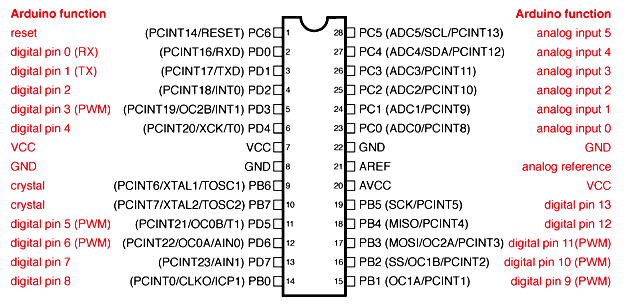 Arduino function Arduino function
reset (PCINT14/RESET) PC6 1 28 PC5 (ADC5/SCL/PCINT13) analog input 5
digital pin 0 (RX) (PCINT16/RXD) PD0 2 27 PC4 (ADC4/SDA/PCINT12) analog input 4
digital pin 1 (TX) (PCINT17/TXD) PD1 3 26 PC3 (ADC3/PCINT11) analog input 3
digital pin 2 (PCINT18/INT0) PD2 4 25 PC2 (ADC2/PCINT10) analog input 2
digital pin 3 (PWM) (PCINT19/OC2B/INT1) PD3 5 24 PC1 (ADC1/PCINT9) analog input 1
digital pin 4 (PCINT20/XCK/T0) PD4 6 23 PC0 (ADC0/PCINT8) analog input 0
VCC VCC 7 22 GND GND
GND GND 8 21 AREF analog reference
crystal (PCINT6/XTAL1/TOSC1) PB6 9 20 AVCC VCC
crystal (PCINT7/XTAL2/TOSC2) PB7 10 19 PB5 (SCK/PCINT5) digital pin 13
digital pin 5 (PWM) (PCINT21/OC0B/T1) PD5 11 18 PB4 (MISO/PCINT4) digital pin 12
digital pin 6 (PWM) (PCINT22/OC0A/AIN0) PD6 12 17 PB3 (MOSI/OC2A/PCINT3) digital pin 11(PWM)
digital pin 7 (PCINT23/AIN1) PD7 13 16 PB2 (SS/OC1B/PCINT2) digital pin 10 (PWM)
digital pin 8 (PCINT0/CLKO/ICP1) PB0 14 15 PB1 (OC1A/PCINT1) digital pin 9 (PWM)